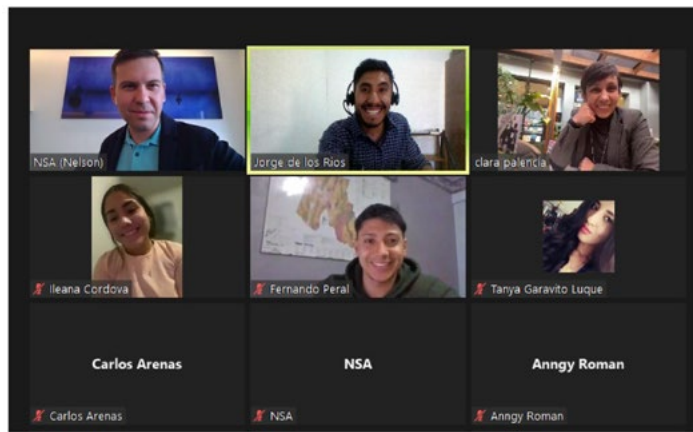 NSA (Nelson)
Jorge de los Rios
clara palencia
Ileana Cordova
Fernando Peral
Tanya Garavito Luque
Carlos Arenas
NSA
Anngy Roman
Carlos Arenas
NSA
Anngy Roman